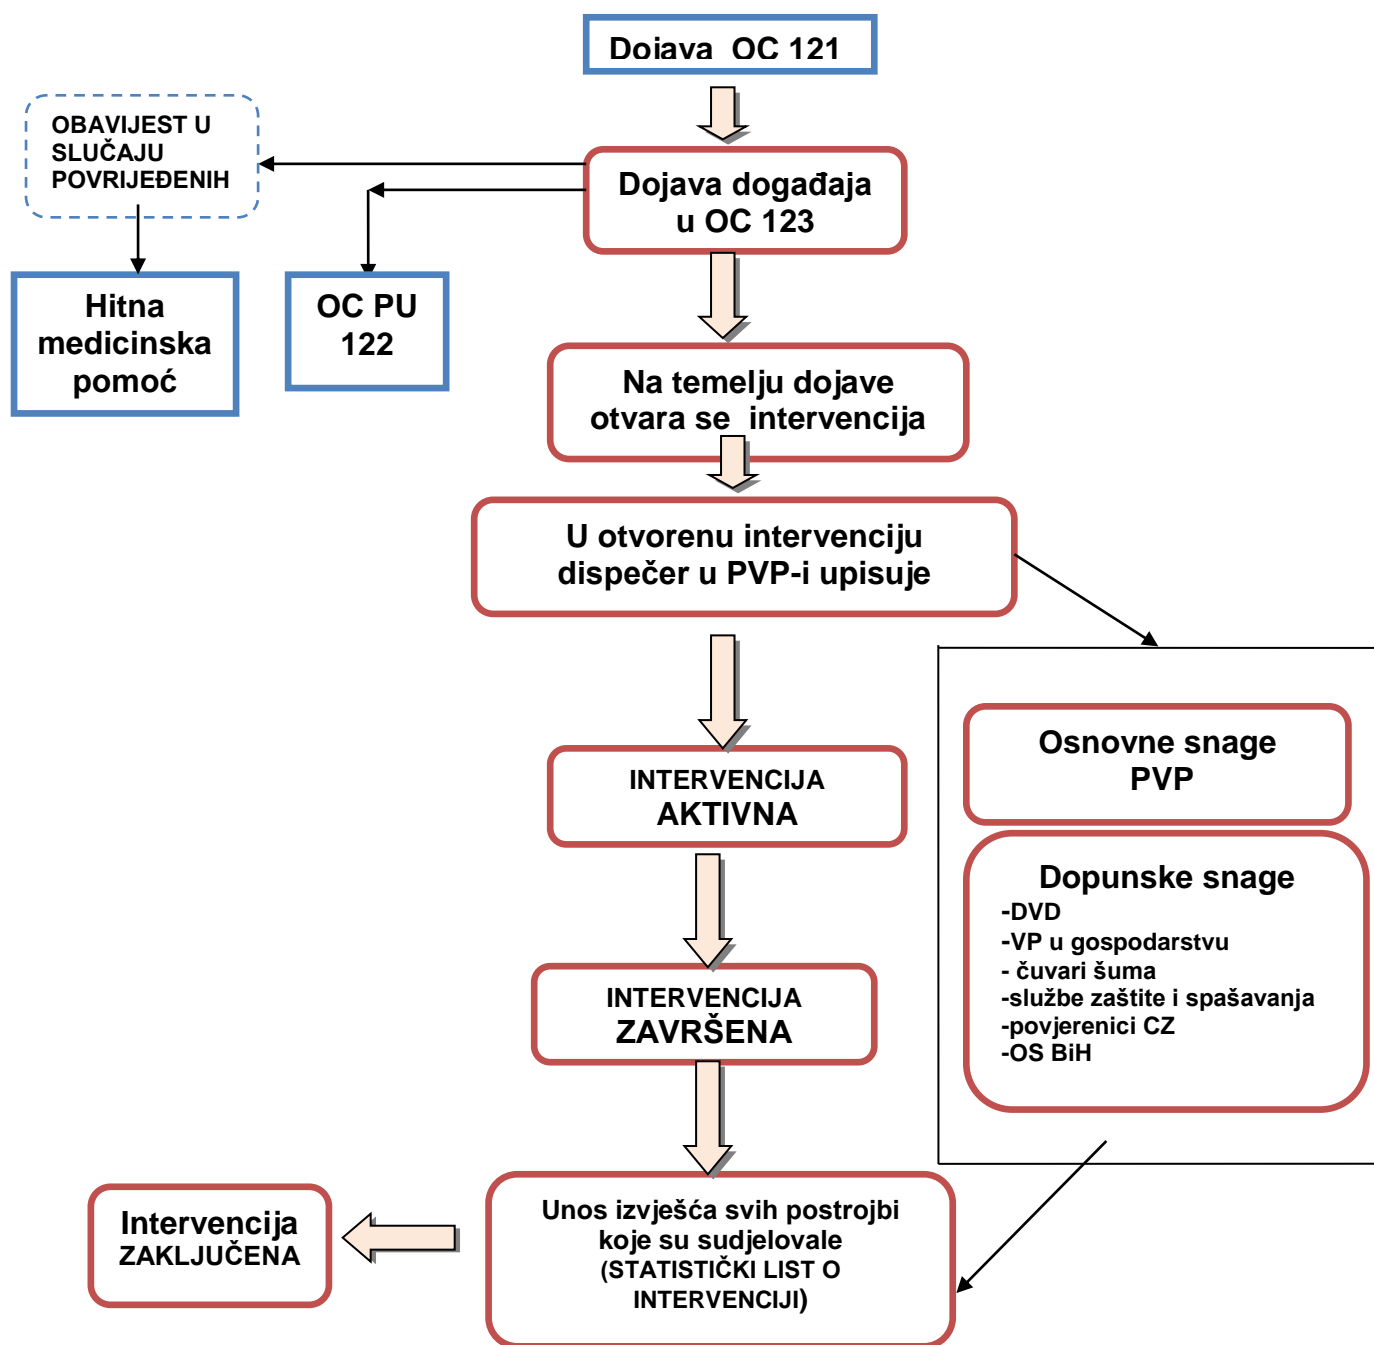 Dojava OC 121
OBAVIJEST U
SLUČAJU
POVRIJEĐENIH
Dojava događaja
u OC 123
Hitna
medicinska
pomoć
OC PU
122
Na temelju dojave
otvara se intervencija
U otvorenu intervenciju
dispečer u PVP-i upisuje
Osnovne snage
PVP
INTERVENCIJA
AKTIVNA
Dopunske snage
-DVD
-VP u gospodarstvu
- čuvari šuma
-službe zaštite i spašavanja
-povjerenici CZ
-OS BiH
INTERVENCIJA
ZAVRŠENA
Unos izvješća svih postrojbi
koje su sudjelovale
(STATISTIČKI LIST O
INTERVENCIJI)
Intervencija
ZAKLJUČENA